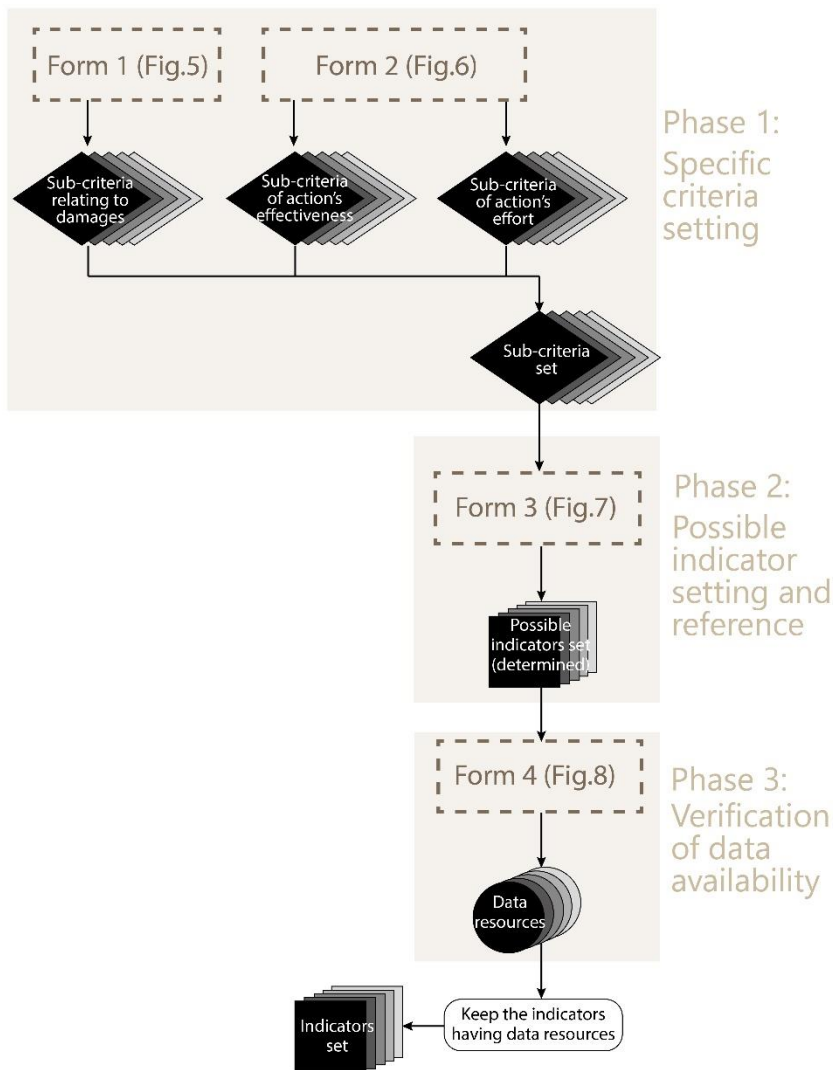 Form 1 (Fig.5)
Form 2 (Fig.6)
Phase 1:
Specific
criteria
setting
Sub-criteria
relating to
damages
Sub-criteria
of action's
effectiveness
Sub-criteria
of action's
effort
Sub-criteria
set
Phase 2:
Possible
indicator
setting and
reference
Form 3 (Fig.7)
Possible
indicators set
(determined)
Form 4 (Fig.8)
Phase 3:
Verification
of data
availability
Data
resources
Keep the indicators
having data resources
Indicators
set